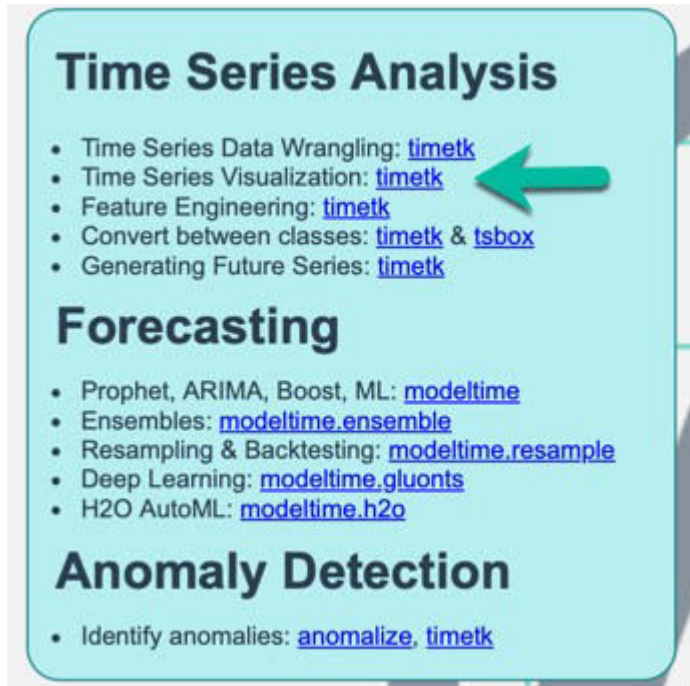 Time Series Analysis
• Time Series Data Wrangling: timetk
• Time Series Visualization: timetk
• Feature Engineering: timetk
• Convert between classes: timetk & tsbox
• Generating Future Series: timetk
Forecasting
• Prophet, ARIMA, Boost, ML: modeltime
• Ensembles: modeltime.ensemble
• Resampling & Backtesting: modeltime.resample
• Deep Learning: modeltime.gluonts
• H2O AutoML: modeltime.h2o
Anomaly Detection
• Identify anomalies: anomalize, timetk